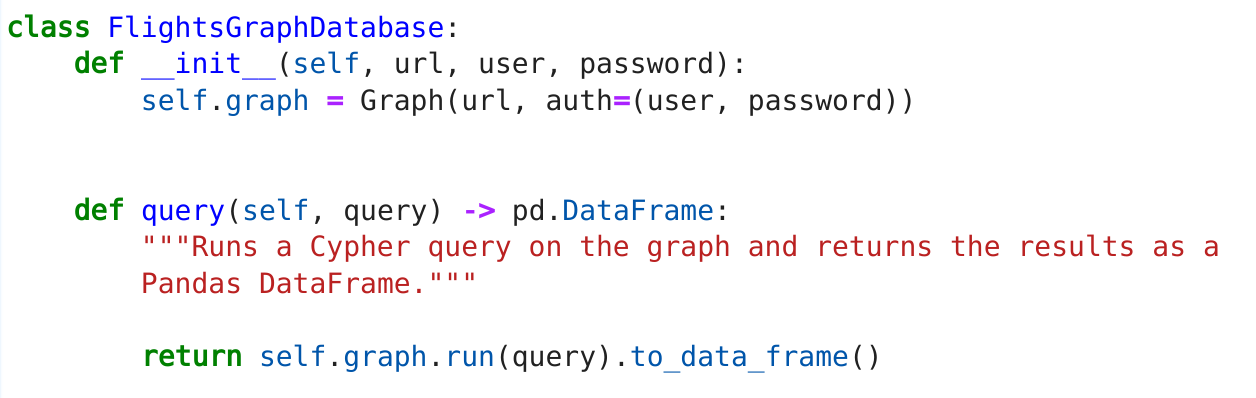 class FlightsGraphDatabase:
    def __init__(self, url, user, password):
        self.graph = Graph(url, auth=(user, password))
    def query(self, query) -> pd.DataFrame:
        """Runs a Cypher query on the graph and returns the results as a
        Pandas DataFrame."""
        return self.graph.run(query).to_data_frame()